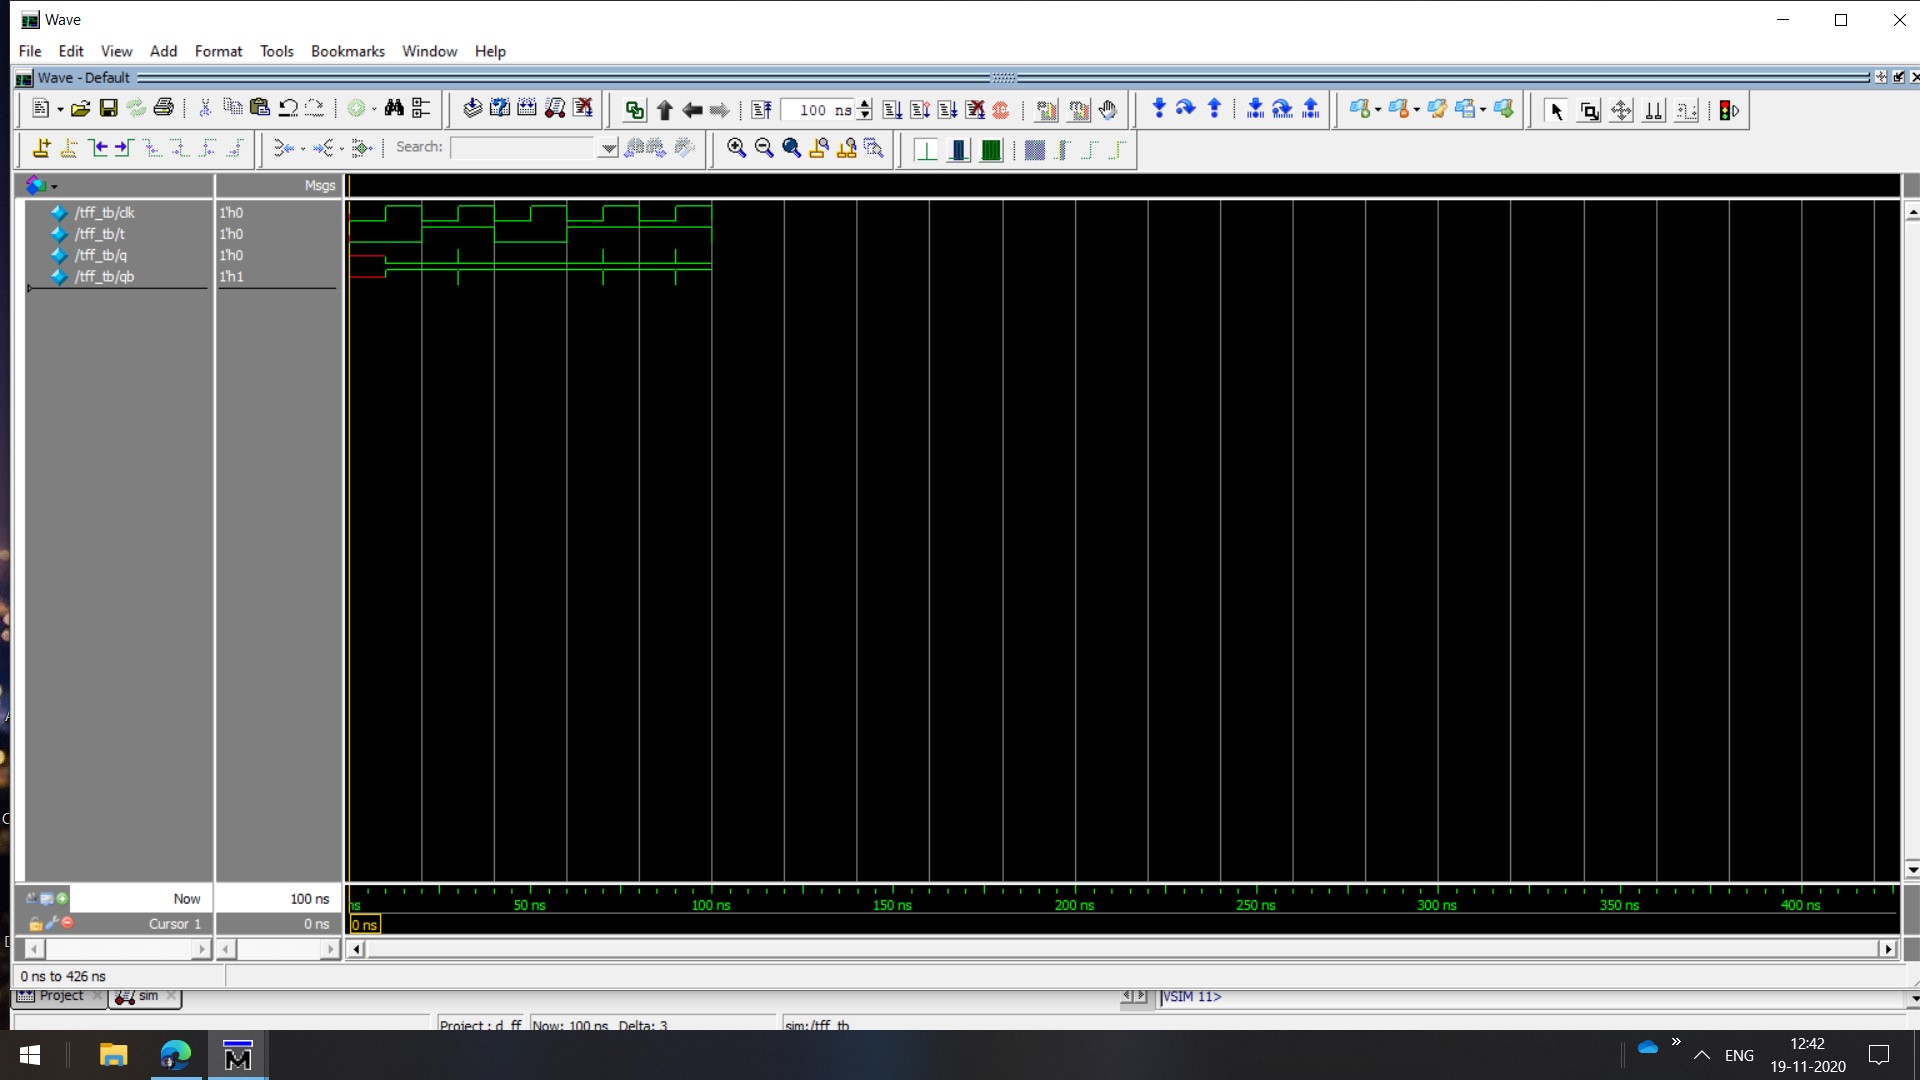 Wave
File Edit View Add Format Tools Bookmarks Window Help
Wave - Default
100 ns
Search:
Msgs
/tff_tb/clk 1'h0
/tff_tb/t 1'h0
/tff_tb/q 1'h0
/tff_tb/qb 1'h1
Now 100 ns
ns 50 ns 100 ns 150 ns 200 ns 250 ns 300 ns 350 ns 400 ns
Cursor 1 0 ns 0 ns
0 ns to 426 ns
Project sim VSIM 11>
Project : d_ff Now: 100 ns Delta: 3 sim:/tff_tb
ENG 12:42
19-11-2020